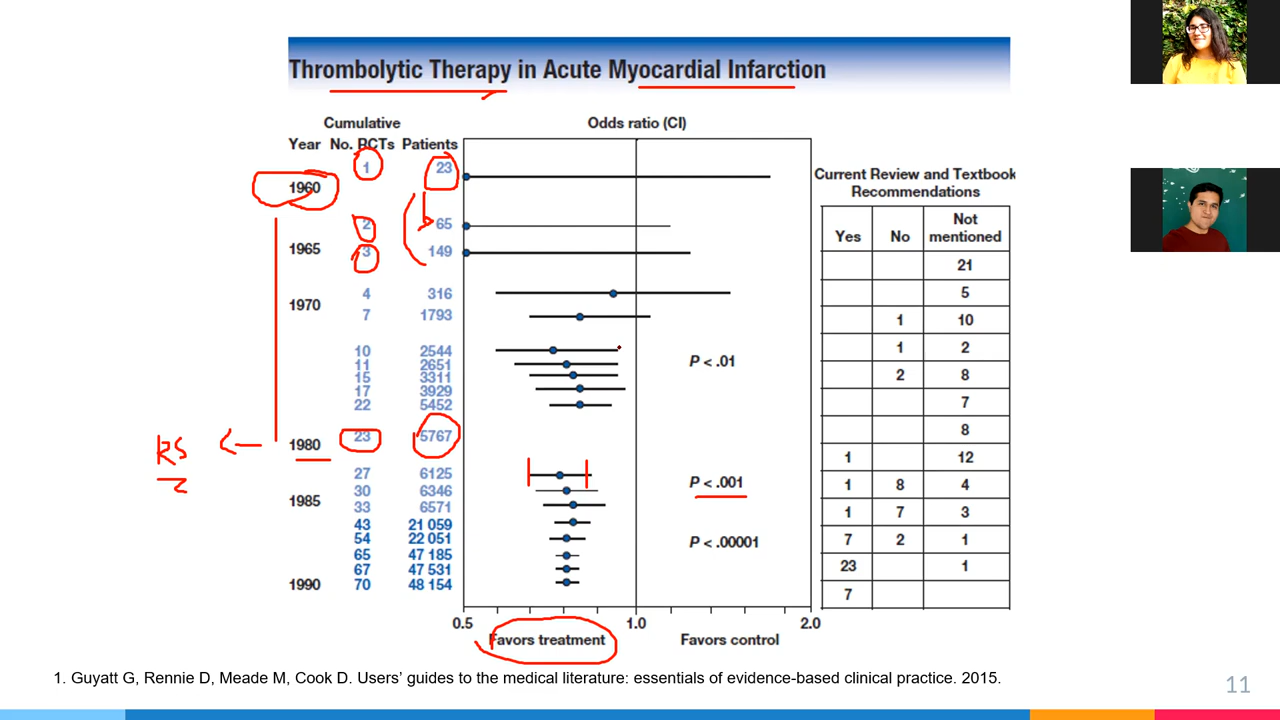 Thrombolytic Therapy in Acute Myocardial Infarction
Cumulative
Year No. RCTs Patients
Odds ratio (CI)
1 23
1960
2 65
1965 3 149
4 316
1970
7 1793
10 2544
11 2651
15 3311
17 3929
22 5452
P < .01
23 5767
1980
RS
27 6125
P < .001
30 6346
1985
33 6571
43 21 059
54 22 051
P < .00001
65 47 185
67 47 531
1990 70 48 154
0.5 1.0 2.0
Favors treatment Favors control
Current Review and Textbook
Recommendations
Not
Yes No mentioned
21
5
1 10
1 2
2 8
7
8
1 12
1 8 4
1 7 3
7 2 1
23 1
7
1. Guyatt G, Rennie D, Meade M, Cook D. Users’ guides to the medical literature: essentials of evidence-based clinical practice. 2015.
11